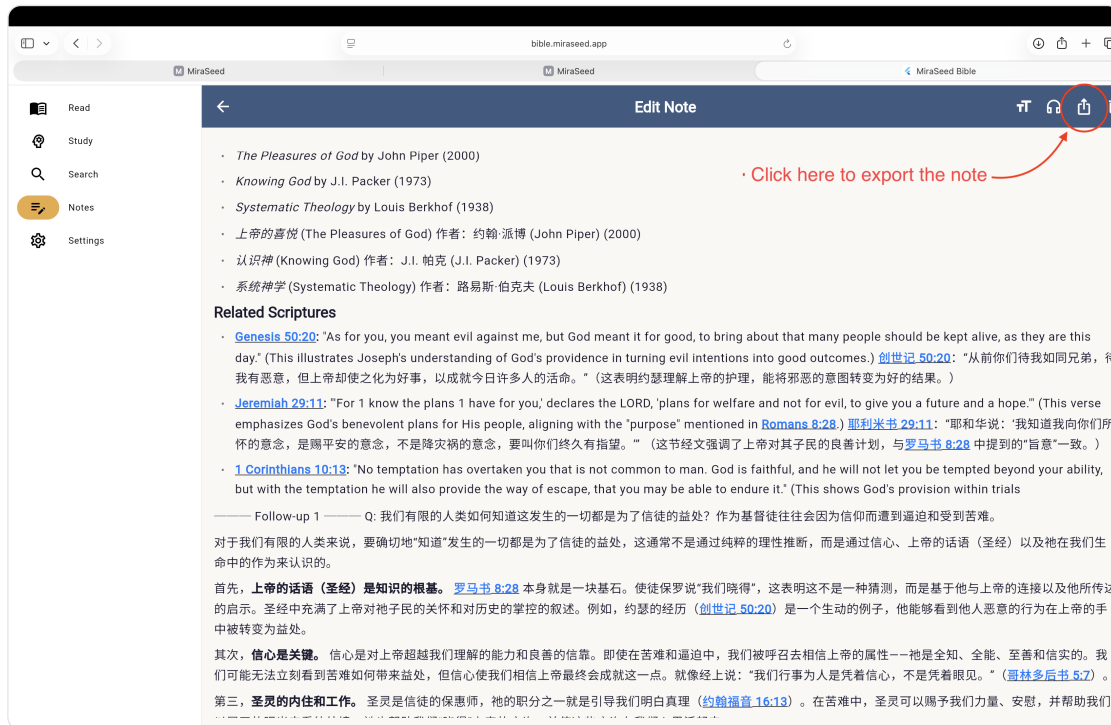 bible.miraseed.app
MiraSeed
MiraSeed
MiraSeed Bible
Read
Study
Search
Notes
Settings
Edit Note
· Click here to export the note
· The Pleasures of God by John Piper (2000)
· Knowing God by J.I. Packer (1973)
· Systematic Theology by Louis Berkhof (1938)
· 上帝的喜悦 (The Pleasures of God) 作者：约翰·派博 (John Piper) (2000)
· 认识神 (Knowing God) 作者：J.I. 帕克 (J.I. Packer) (1973)
· 系统神学 (Systematic Theology) 作者：路易斯·伯克夫 (Louis Berkhof) (1938)
Related Scriptures
· Genesis 50:20: "As for you, you meant evil against me, but God meant it for good, to bring about that many people should be kept alive, as they are this
day." (This illustrates Joseph's understanding of God's providence in turning evil intentions into good outcomes.) 创世记 50:20：“从前你们待我如同兄弟，待
我有恶意，但上帝却使之化为好事，以成就今日许多人的活命。”（这表明约瑟理解上帝的护理，能将邪恶的意图转变为好的结果。）
· Jeremiah 29:11: "'For 1 know the plans 1 have for you,' declares the LORD, 'plans for welfare and not for evil, to give you a future and a hope.'" (This verse
emphasizes God's benevolent plans for His people, aligning with the "purpose" mentioned in Romans 8:28.) 耶利米书 29:11：“耶和华说：‘我知道我向你们所
怀的意念，是赐平安的意念，不是降灾祸的意念，要叫你们终久有指望。’”（这节经文强调了上帝对其子民的良善计划，与罗马书 8:28 中提到的“旨意”一致。）
· 1 Corinthians 10:13: "No temptation has overtaken you that is not common to man. God is faithful, and he will not let you be tempted beyond your ability,
but with the temptation he will also provide the way of escape, that you may be able to endure it." (This shows God's provision within trials
——— Follow-up 1 ——— Q: 我们有限的人类如何知道这发生的一切都是为了信徒的益处？作为基督徒往往会因为信仰而遭到逼迫和受到苦难。
对于我们有限的人类来说，要确切地“知道”发生的一切都是为了信徒的益处，这通常不是通过纯粹的理性推断，而是通过信心、上帝的话语（圣经）以及祂在我们生
命中的作为来认识的。
首先，上帝的话语（圣经）是知识的根基。 罗马书 8:28 本身就是一块基石。使徒保罗说“我们晓得”，这表明这不是一种猜测，而是基于他与上帝的连接以及他所传达
的启示。圣经中充满了上帝对祂子民的关怀和对历史的掌控的叙述。例如，约瑟的经历（创世记 50:20）是一个生动的例子，他能够看到他人恶意的行为在上帝的手
中被转变为益处。
其次，信心是关键。 信心是对上帝超越我们理解的能力和良善的信靠。即使在苦难和逼迫中，我们被呼召去相信上帝的属性——祂是全知、全能、至善和信实的。我
们可能无法立刻看到苦难如何带来益处，但信心使我们相信上帝最终会成就这一点。就像经上说：“我们行事为人是凭着信心，不是凭着眼见。”（哥林多后书 5:7）。
第三，圣灵的内住和工作。 圣灵是信徒的保惠师，祂的职分之一就是引导我们明白真理（约翰福音 16:13）。在苦难中，圣灵可以赐予我们力量、安慰，并帮助我们